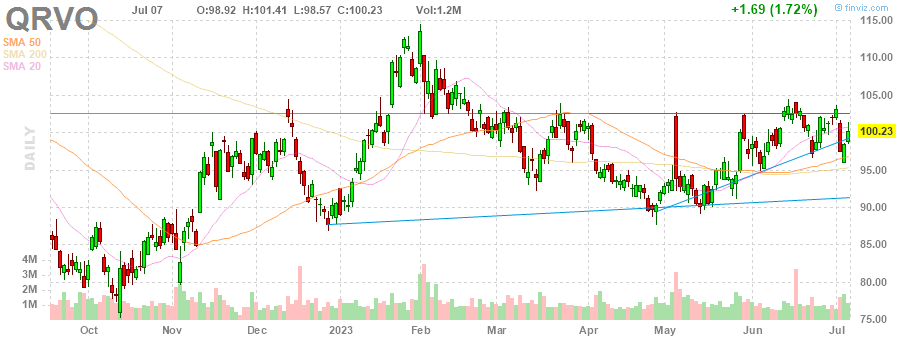 QRVO Jul 07 O:98.92 H:101.41 L:98.57 C:100.23 Vol:1.2M +1.69 (1.72%) finviz.com
SMA 50
SMA 200
SMA 20
DAILY
115.00
110.00
105.00
100.23
95.00
90.00
85.00
80.00
75.00
4M
3M
2M
1M
Oct Nov Dec 2023 Feb Mar Apr May Jun Jul